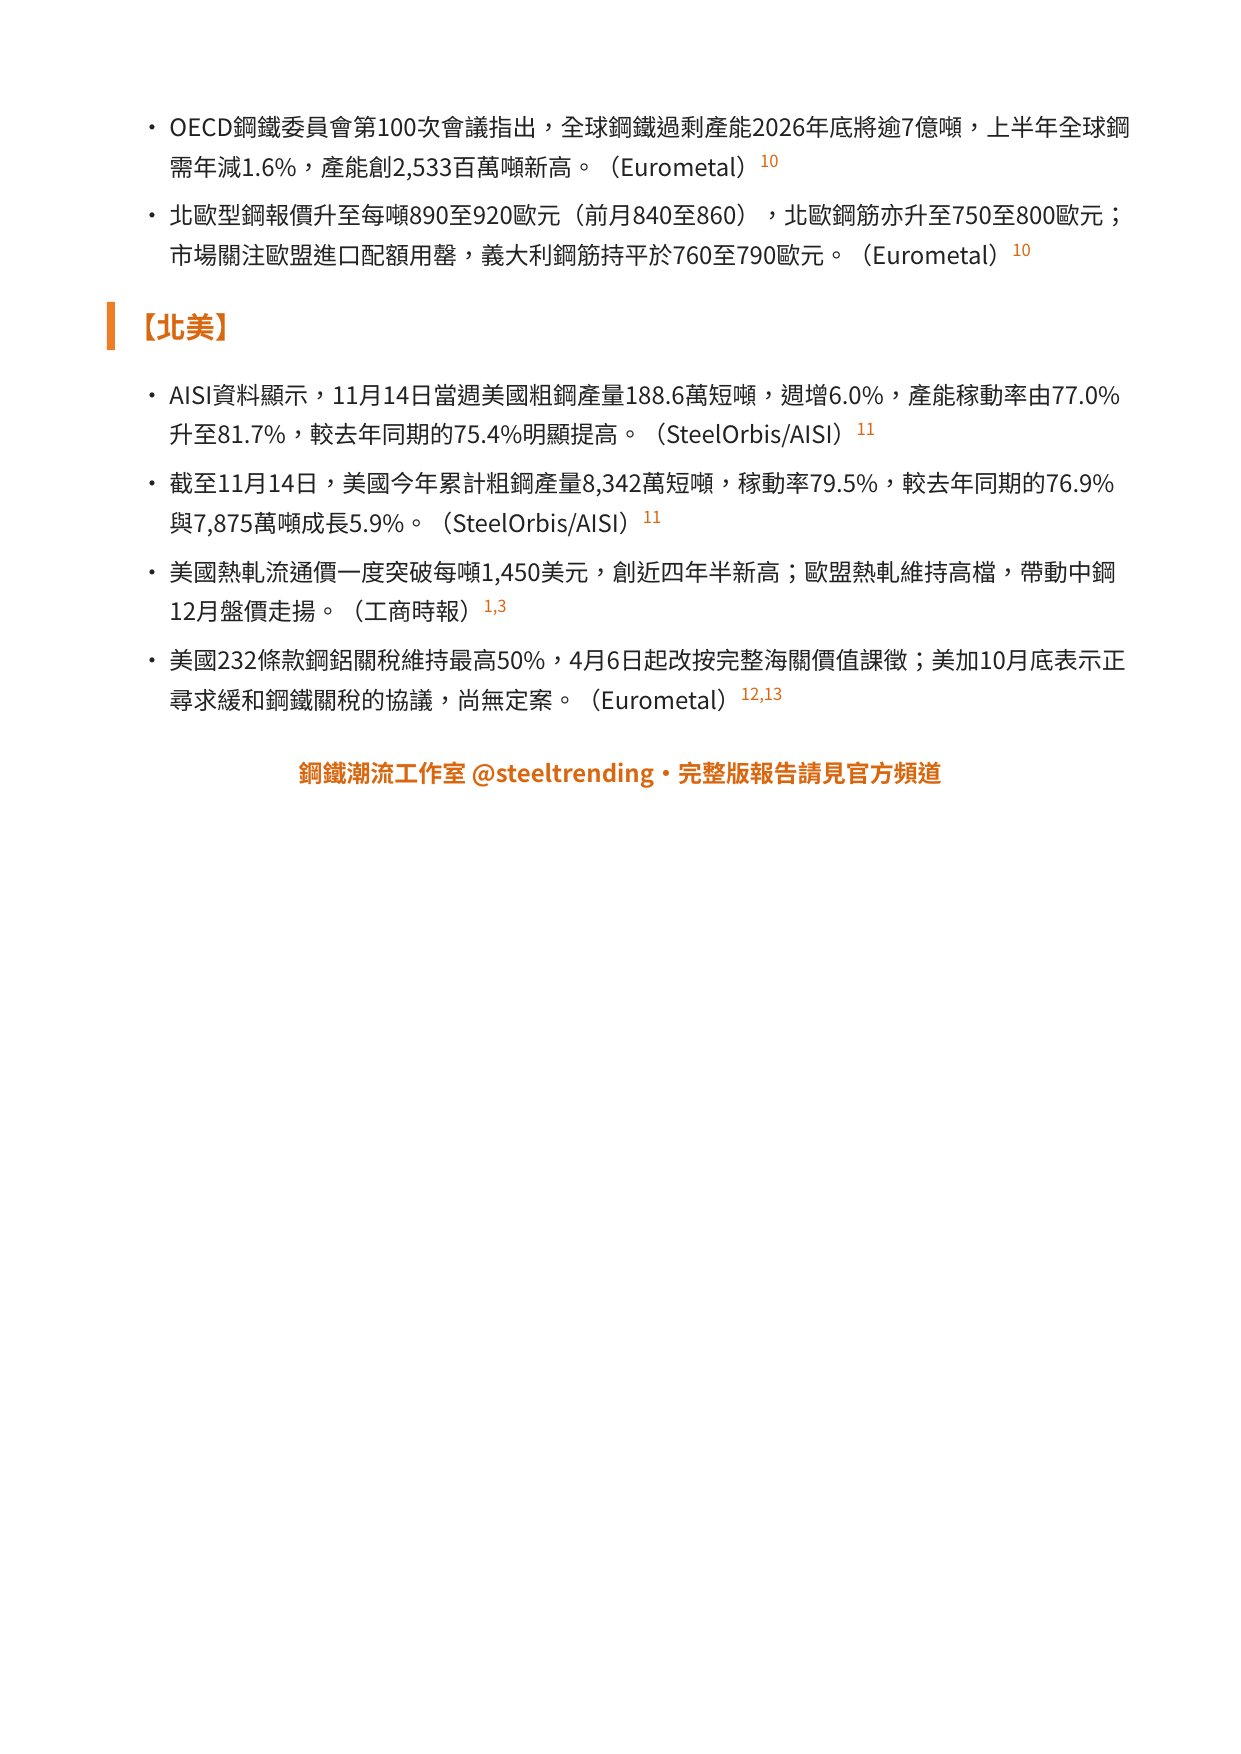 ・OECD鋼鐵委員會第100次會議指出，全球鋼鐵過剩產能2026年底將逾7億噸，上半年全球鋼
需年減1.6%，產能創2,533百萬噸新高。（Eurometal）10
・北歐型鋼報價升至每噸890至920歐元（前月840至860），北歐鋼筋亦升至750至800歐元；
市場關注歐盟進口配額用罄，義大利鋼筋持平於760至790歐元。（Eurometal）10
【北美】
・AISI資料顯示，11月14日當週美國粗鋼產量188.6萬短噸，週增6.0%，產能稼動率由77.0%
升至81.7%，較去年同期的75.4%明顯提高。（SteelOrbis/AISI）11
・截至11月14日，美國今年累計粗鋼產量8,342萬短噸，稼動率79.5%，較去年同期的76.9%
與7,875萬噸成長5.9%。（SteelOrbis/AISI）11
・美國熱軋流通價一度突破每噸1,450美元，創近四年半新高；歐盟熱軋維持高檔，帶動中鋼
12月盤價走揚。（工商時報）1,3
・美國232條款鋼鋁關稅維持最高50%，4月6日起改按完整海關價值課徵；美加10月底表示正
尋求緩和鋼鐵關稅的協議，尚無定案。（Eurometal）12,13
鋼鐵潮流工作室 @steeltrending・完整版報告請見官方頻道